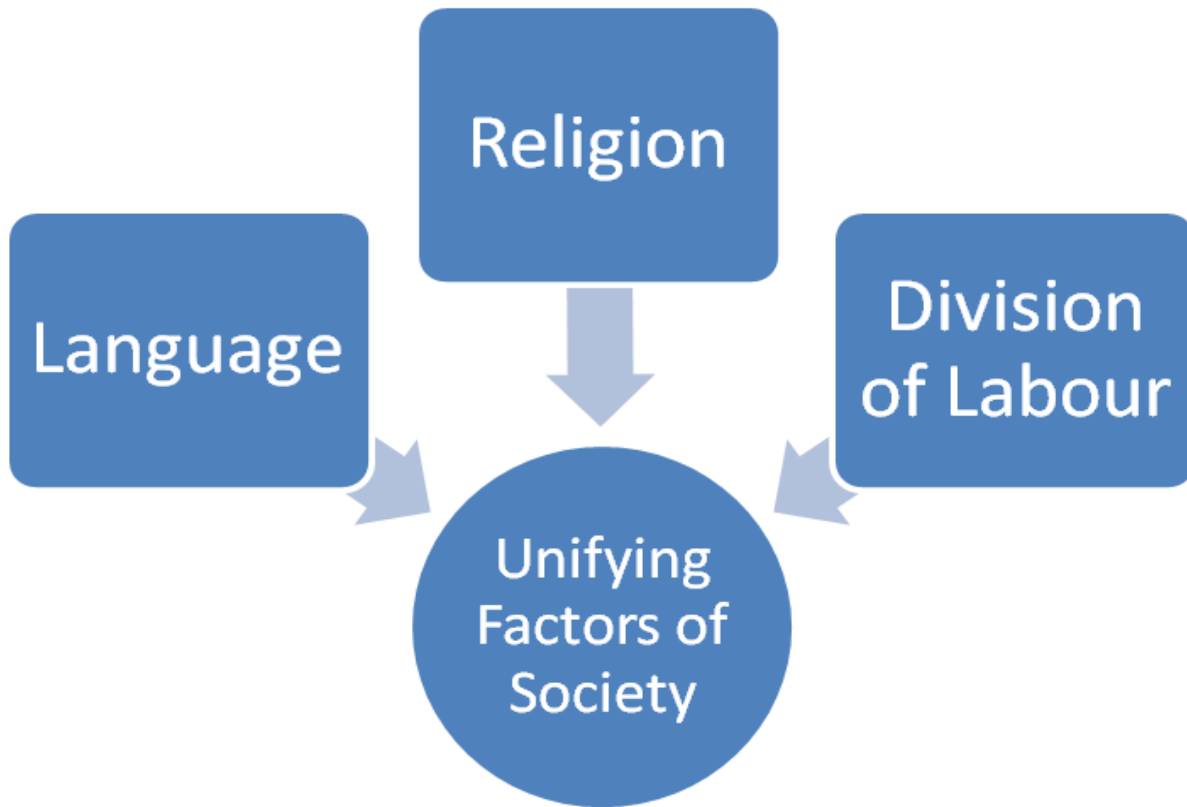 Religion
Language
Division
of Labour
Unifying
Factors of
Society